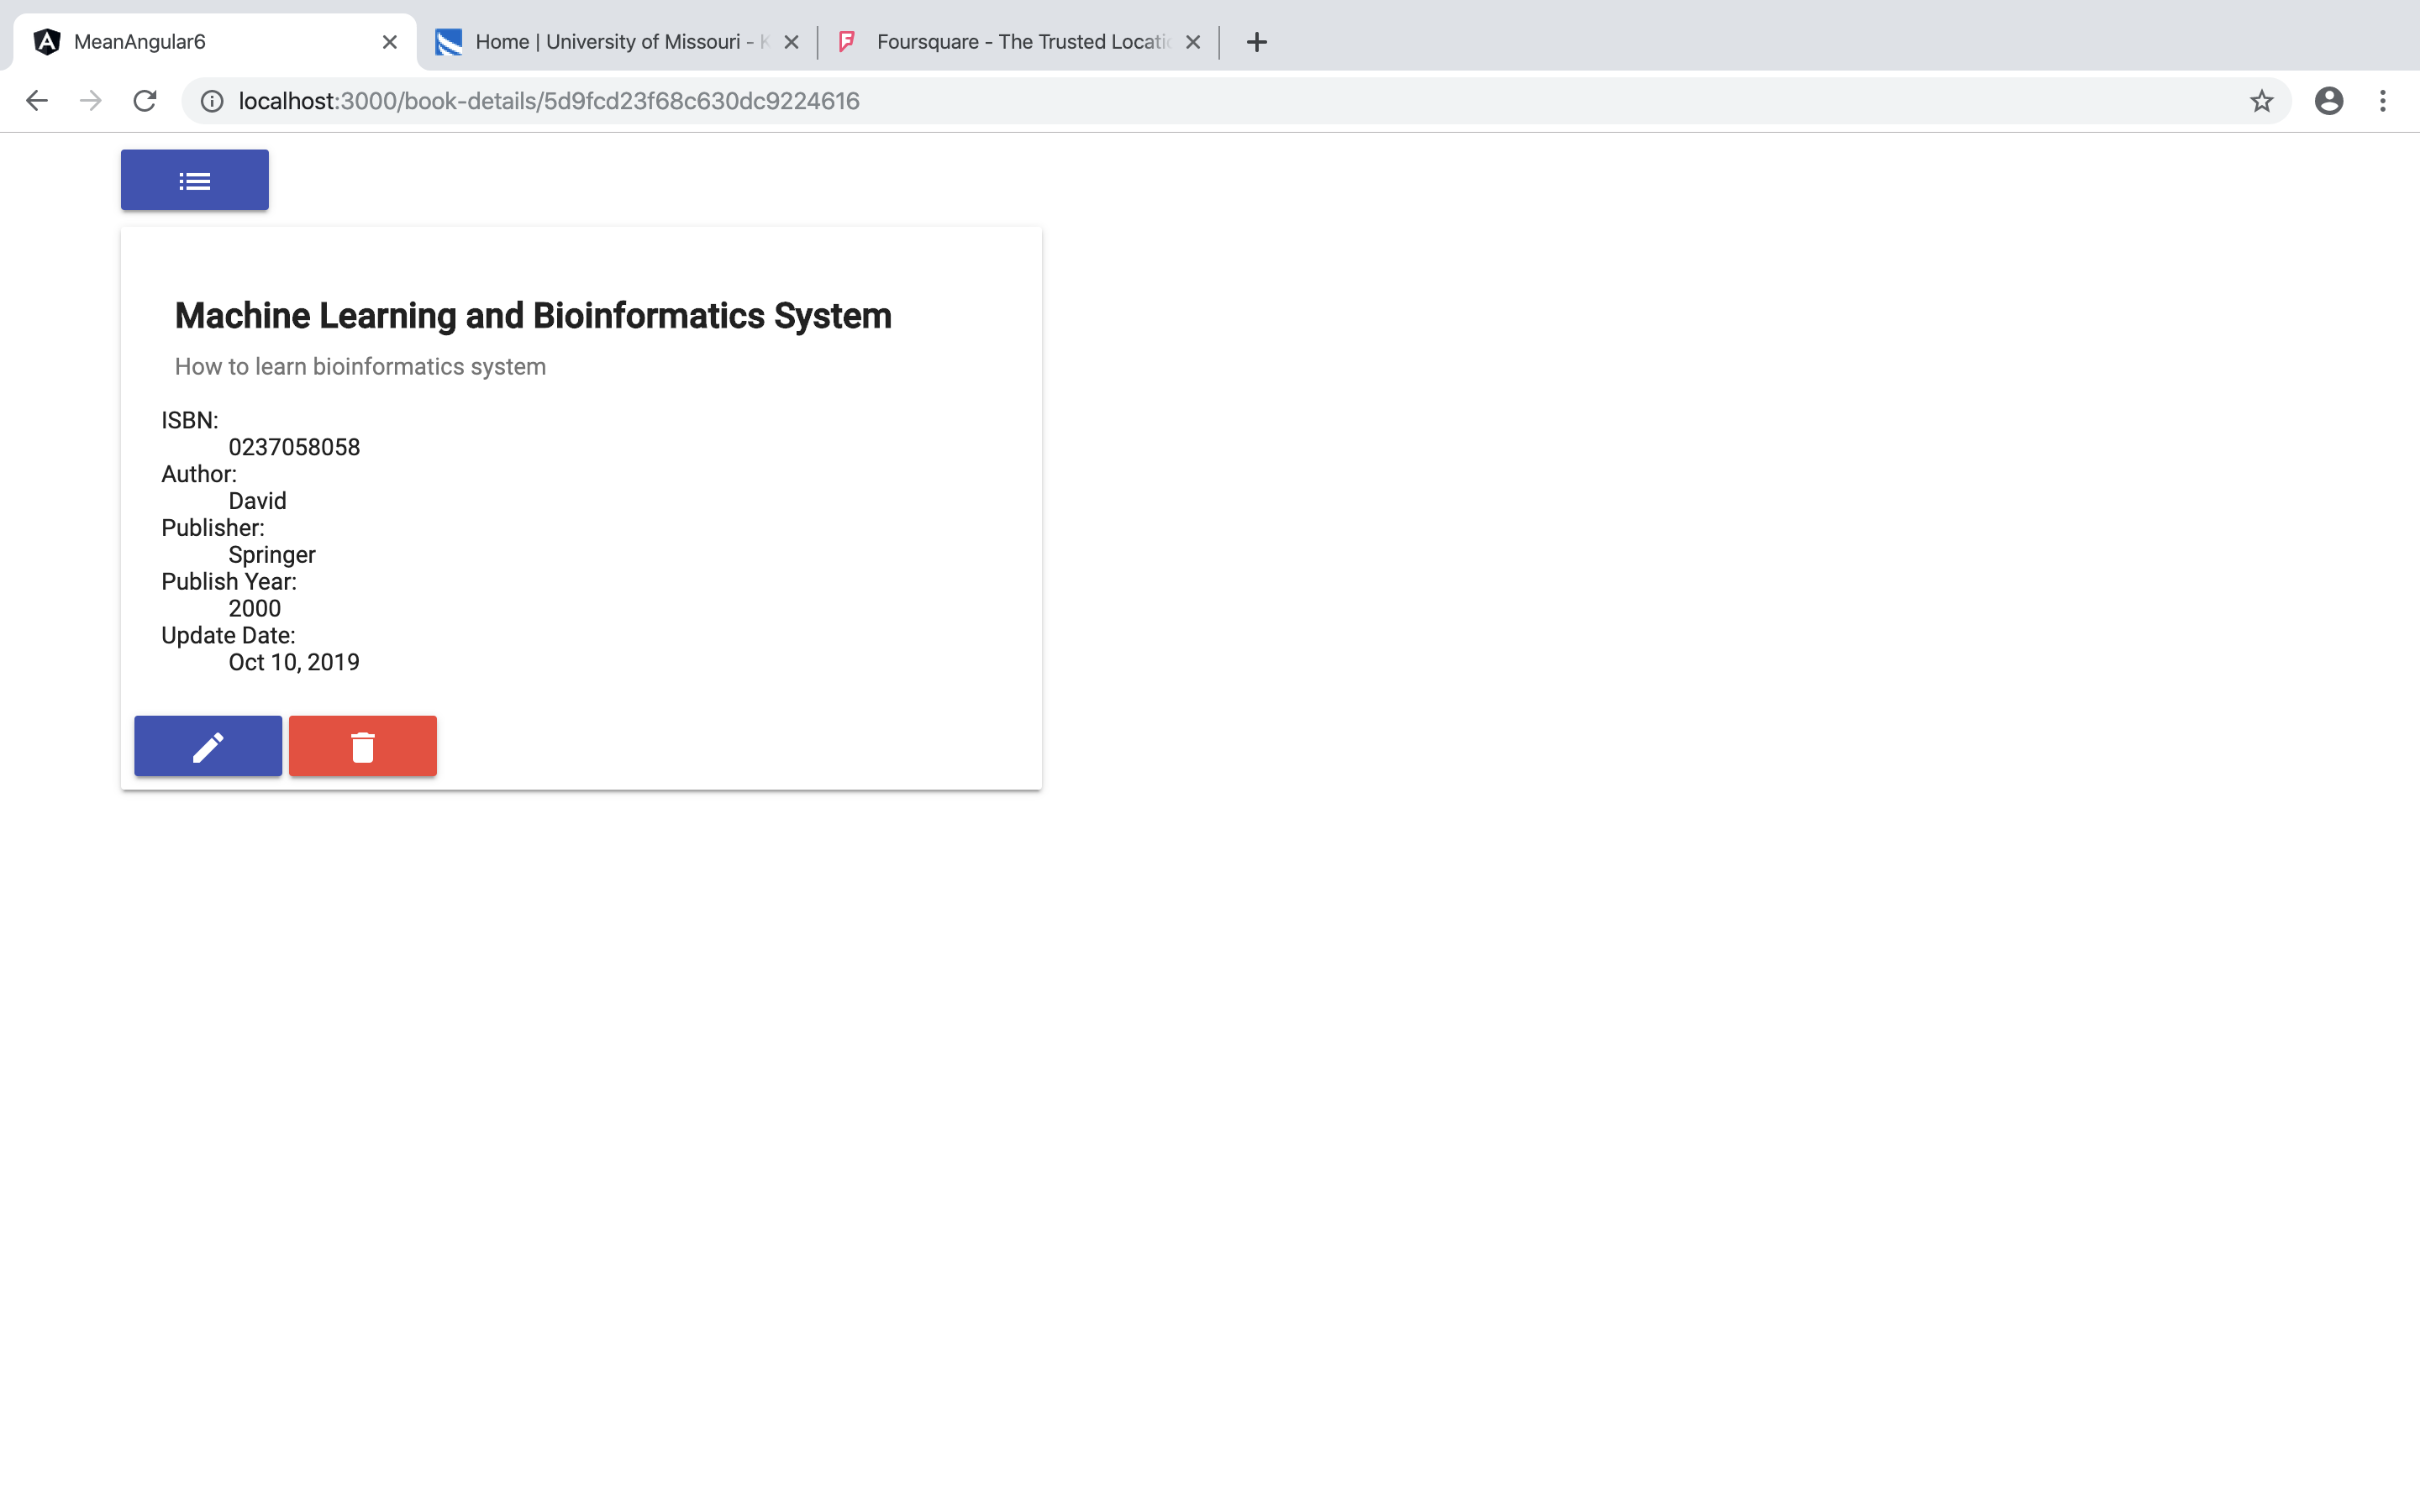 MeanAngular6
Home | University of Missouri - K
Foursquare - The Trusted Locatio
localhost:3000/book-details/5d9fcd23f68c630dc9224616
Machine Learning and Bioinformatics System
How to learn bioinformatics system
ISBN:
0237058058
Author:
David
Publisher:
Springer
Publish Year:
2000
Update Date:
Oct 10, 2019